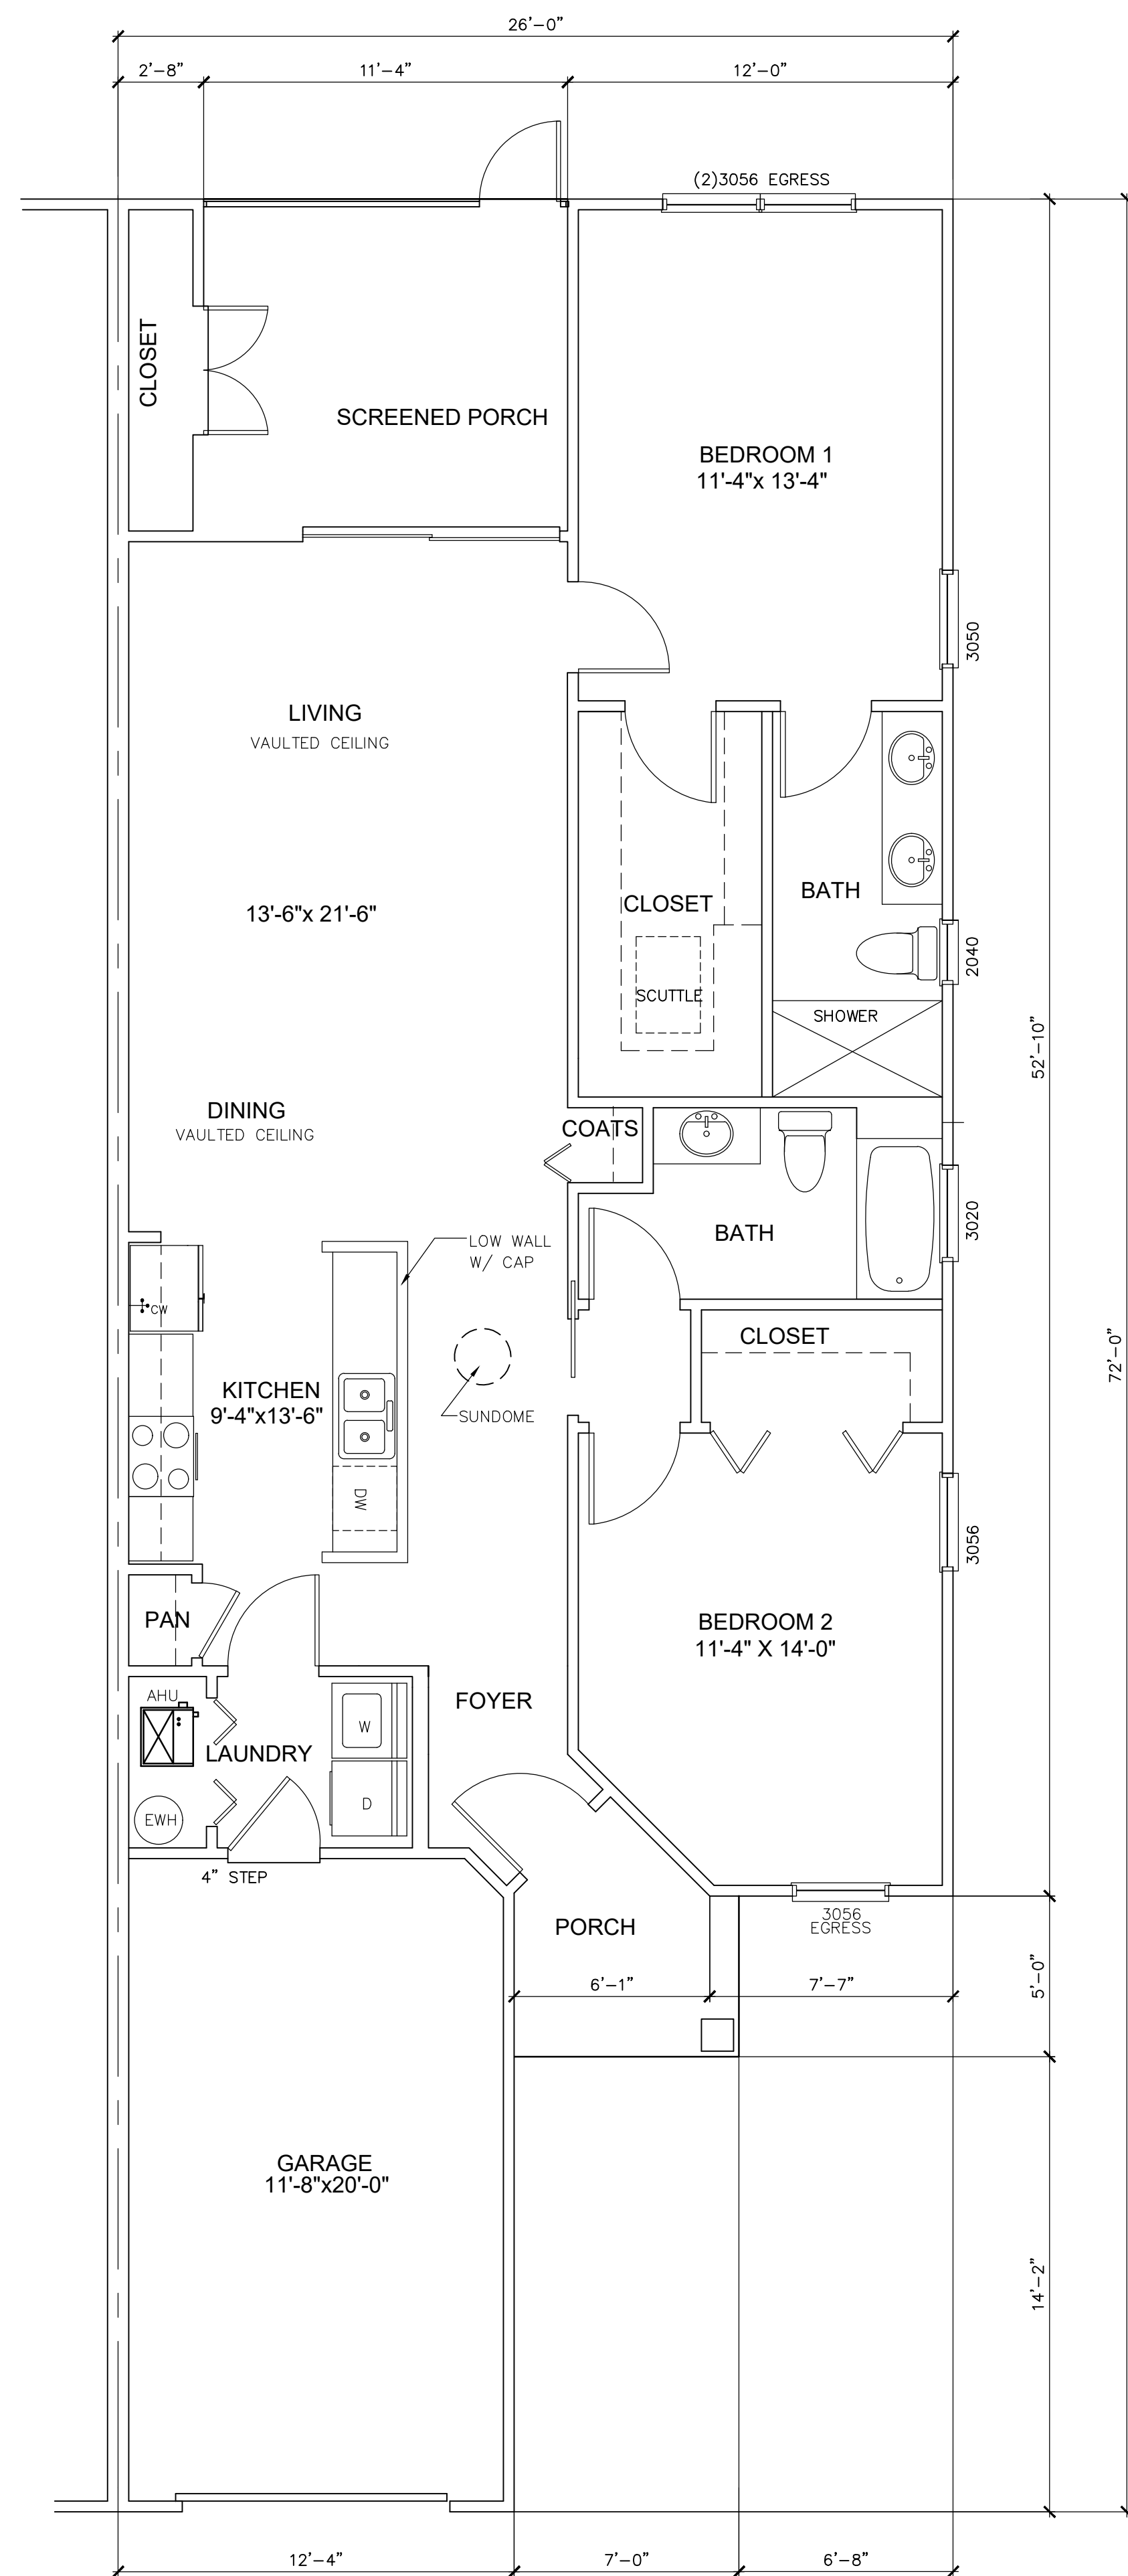 26'-0"
2'-8"
11'-4"
12'-0"
(2)3056 EGRESS
CLOSET
SCREENED PORCH
BEDROOM 1
11'-4"x 13'-4"
3050
LIVING
VAULTED CEILING
13'-6"x 21'-6"
CLOSET
BATH
2040
SCUTTLE
SHOWER
52'-10"
DINING
VAULTED CEILING
COATS
BATH
3020
LOW WALL
W/ CAP
CW
CLOSET
72'-0"
KITCHEN
9'-4"x13'-6"
SUNDOME
DW
3056
PAN
BEDROOM 2
11'-4" X 14'-0"
AHU
FOYER
W
LAUNDRY
D
EWH
4" STEP
PORCH
3056
EGRESS
6'-1"
7'-7"
5'-0"
GARAGE
11'-8"x20'-0"
14'-2"
12'-4"
7'-0"
6'-8"